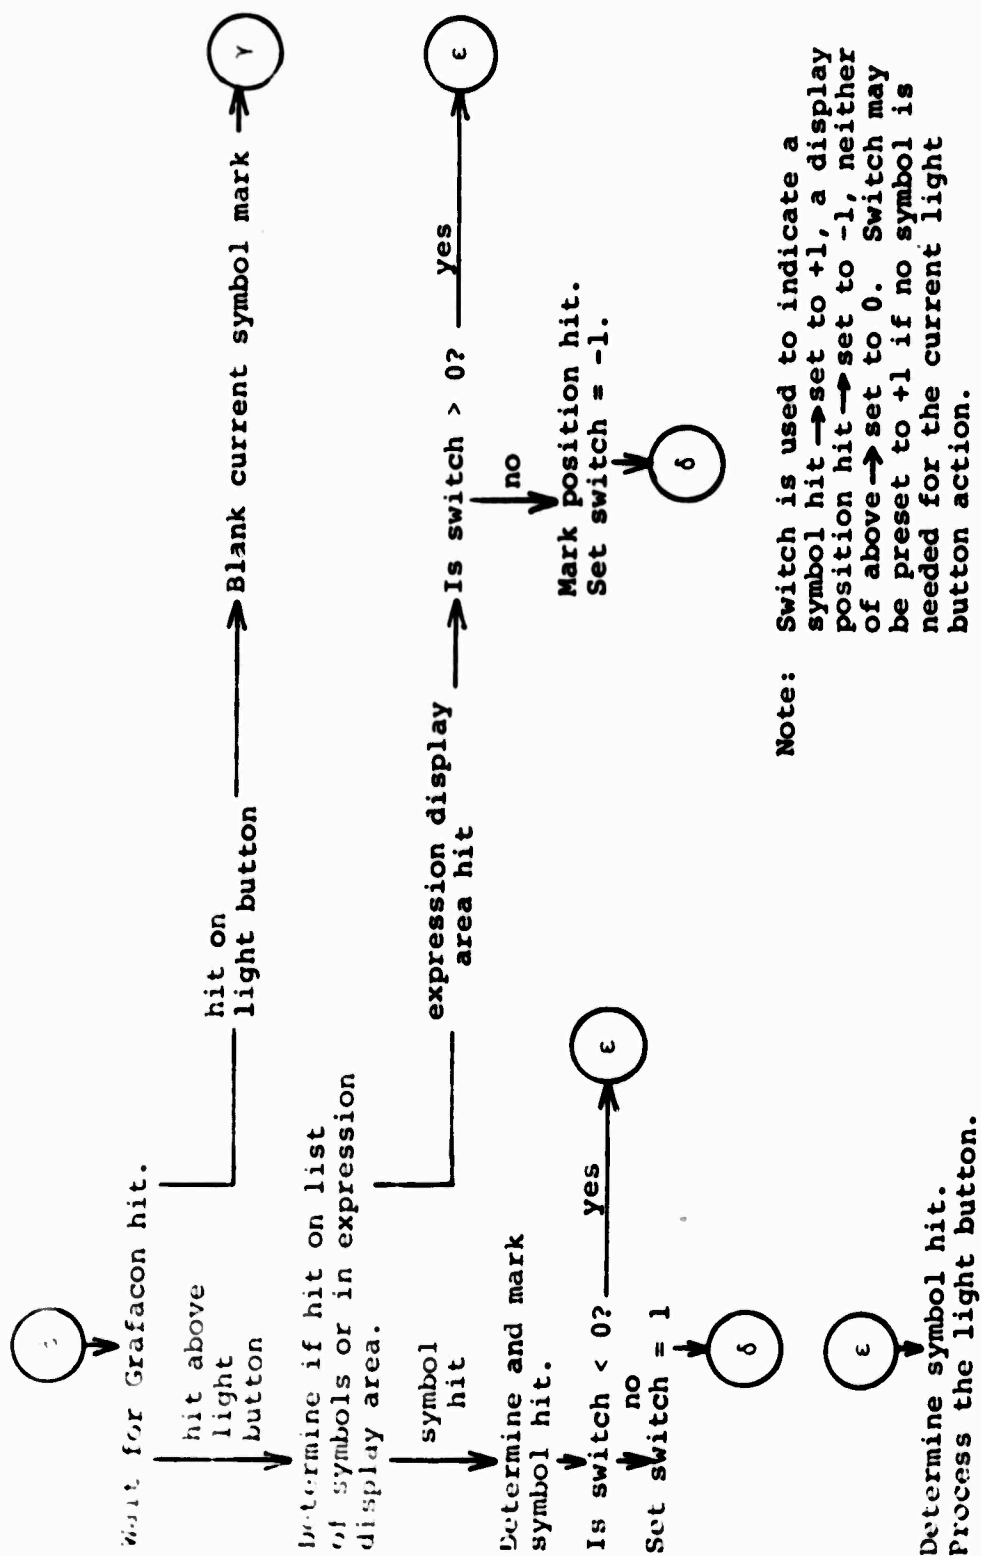 Wait for Grafacon hit.
hit above
light
button
hit on
light button
Blank current symbol mark
γ
Determine if hit on list
of symbols or in expression
display area.
symbol
hit
expression display
area hit
Is switch > 0?
yes
ε
no
Mark position hit.
Set switch = -1.
δ
Determine and mark
symbol hit.
Is switch < 0?
yes
ε
no
Set switch = 1
δ
Note: Switch is used to indicate a
symbol hit→set to +1, a display
position hit→set to -1, neither
of above→set to 0. Switch may
be preset to +1 if no symbol is
needed for the current light
button action.
ε
Determine symbol hit.
Process the light button.